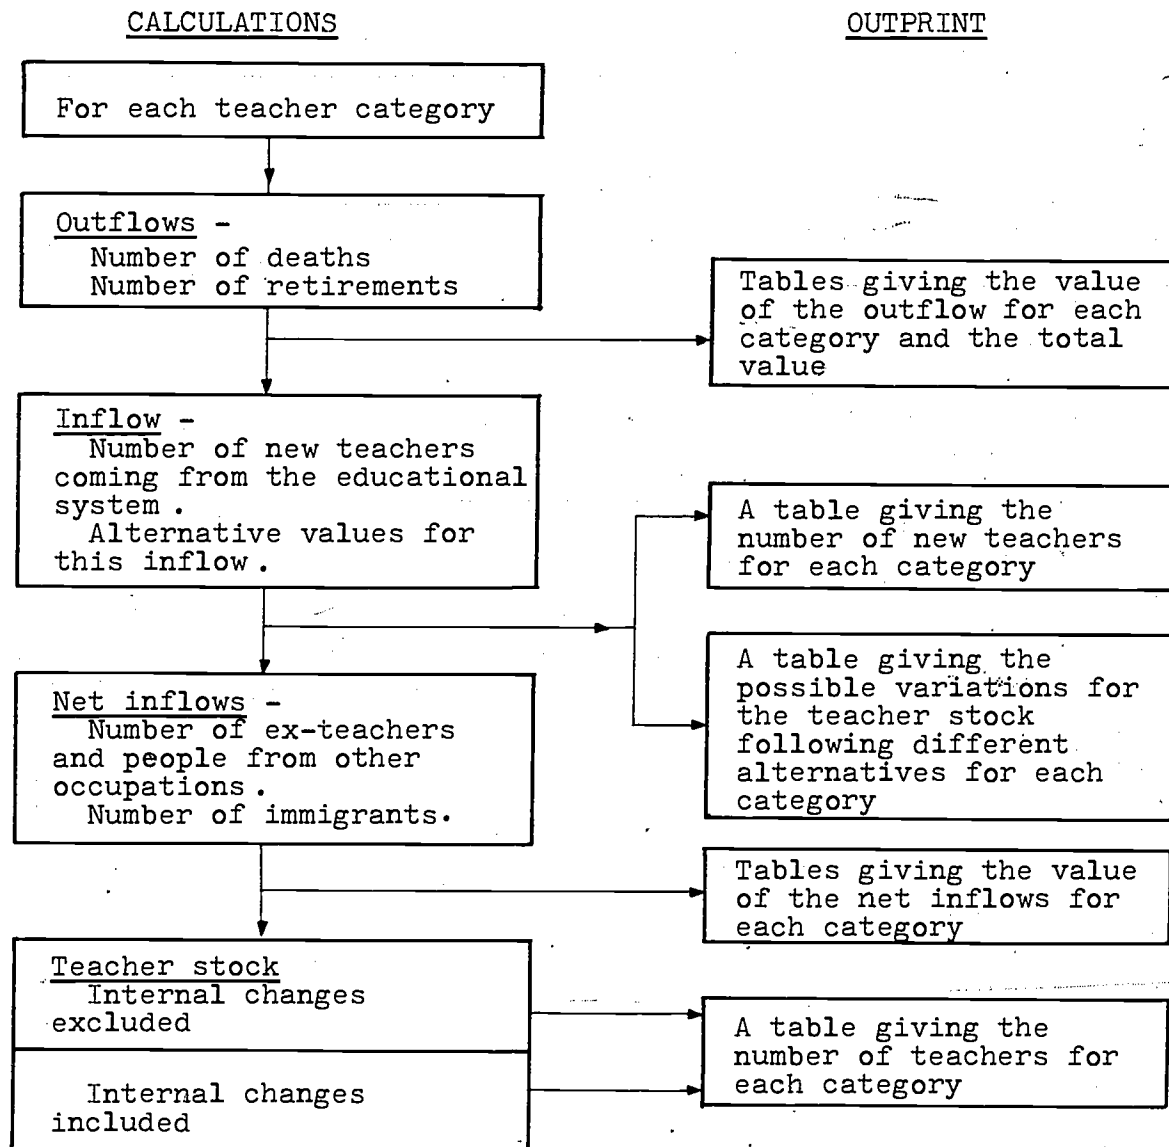 CALCULATIONS
OUTPRINT
For each teacher category
Outflows -
Number of deaths
Number of retirements
Tables giving the value
of the outflow for each
category and the total
value
Inflow -
Number of new teachers
coming from the educational
system.
Alternative values for
this inflow.
A table giving the
number of new teachers
for each category
A table giving the
possible variations for
the teacher stock
following different
alternatives for each
category
Net inflows -
Number of ex-teachers
and people from other
occupations.
Number of immigrants.
Tables giving the value
of the net inflows for
each category
Teacher stock
Internal changes
excluded
Internal changes
included
A table giving the
number of teachers for
each category